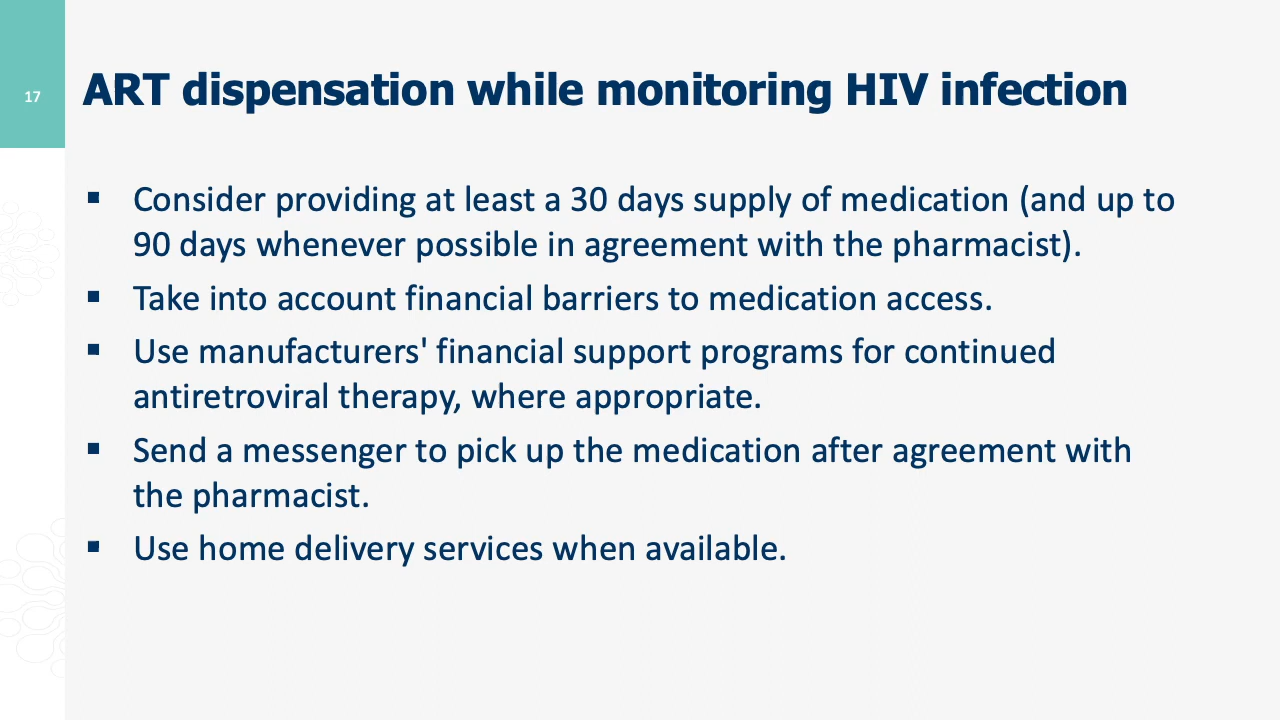 17
ART dispensation while monitoring HIV infection
▪ Consider providing at least a 30 days supply of medication (and up to
90 days whenever possible in agreement with the pharmacist).
▪ Take into account financial barriers to medication access.
▪ Use manufacturers' financial support programs for continued
antiretroviral therapy, where appropriate.
▪ Send a messenger to pick up the medication after agreement with
the pharmacist.
▪ Use home delivery services when available.